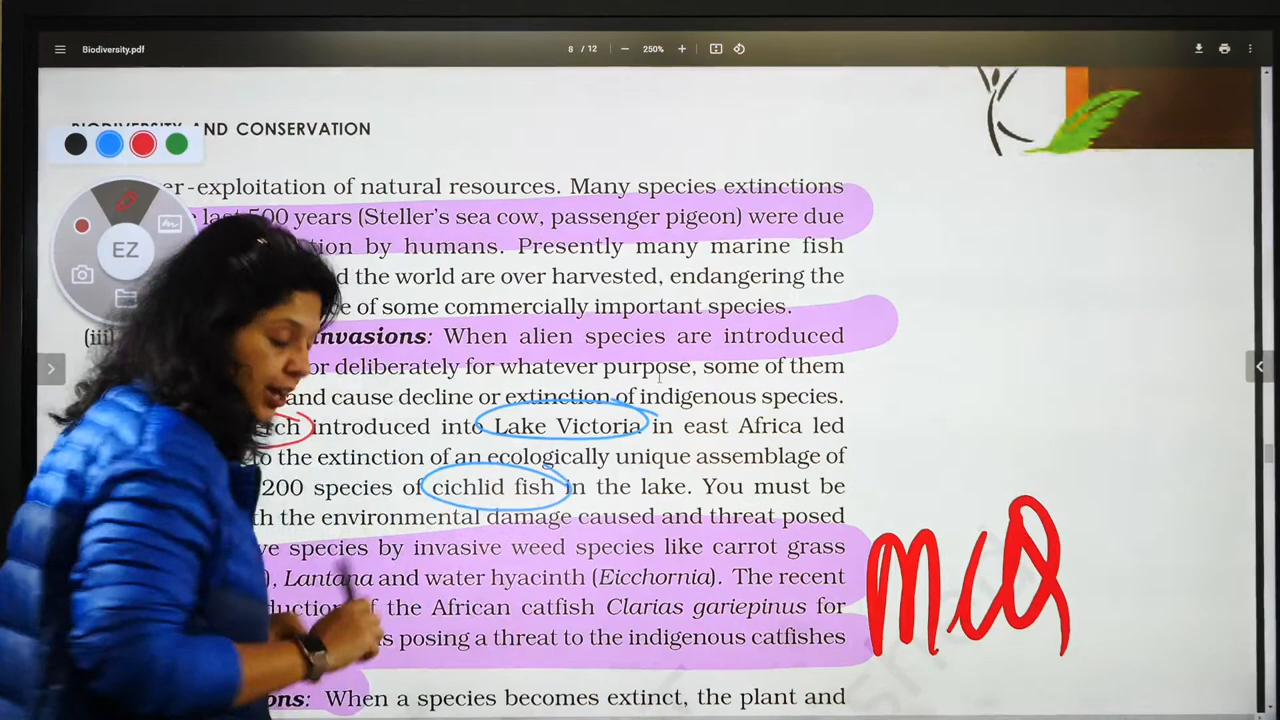 Biodiversity.pdf
8 / 12
250%
AND CONSERVATION
EZ
er-exploitation of natural resources. Many species extinctions
last 500 years (Steller's sea cow, passenger pigeon) were due
tion by humans. Presently many marine fish
d the world are over harvested, endangering the
e of some commercially important species.
(iii) nvasions: When alien species are introduced
or deliberately for whatever purpose, some of them
and cause decline or extinction of indigenous species.
erch introduced into Lake Victoria in east Africa led
to the extinction of an ecologically unique assemblage of
200 species of cichlid fish in the lake. You must be
th the environmental damage caused and threat posed
ve species by invasive weed species like carrot grass
), Lantana and water hyacinth (Eicchornia). The recent
duction f the African catfish Clarias gariepinus for
s posing a threat to the indigenous catfishes
MCQ
ons: When a species becomes extinct, the plant and